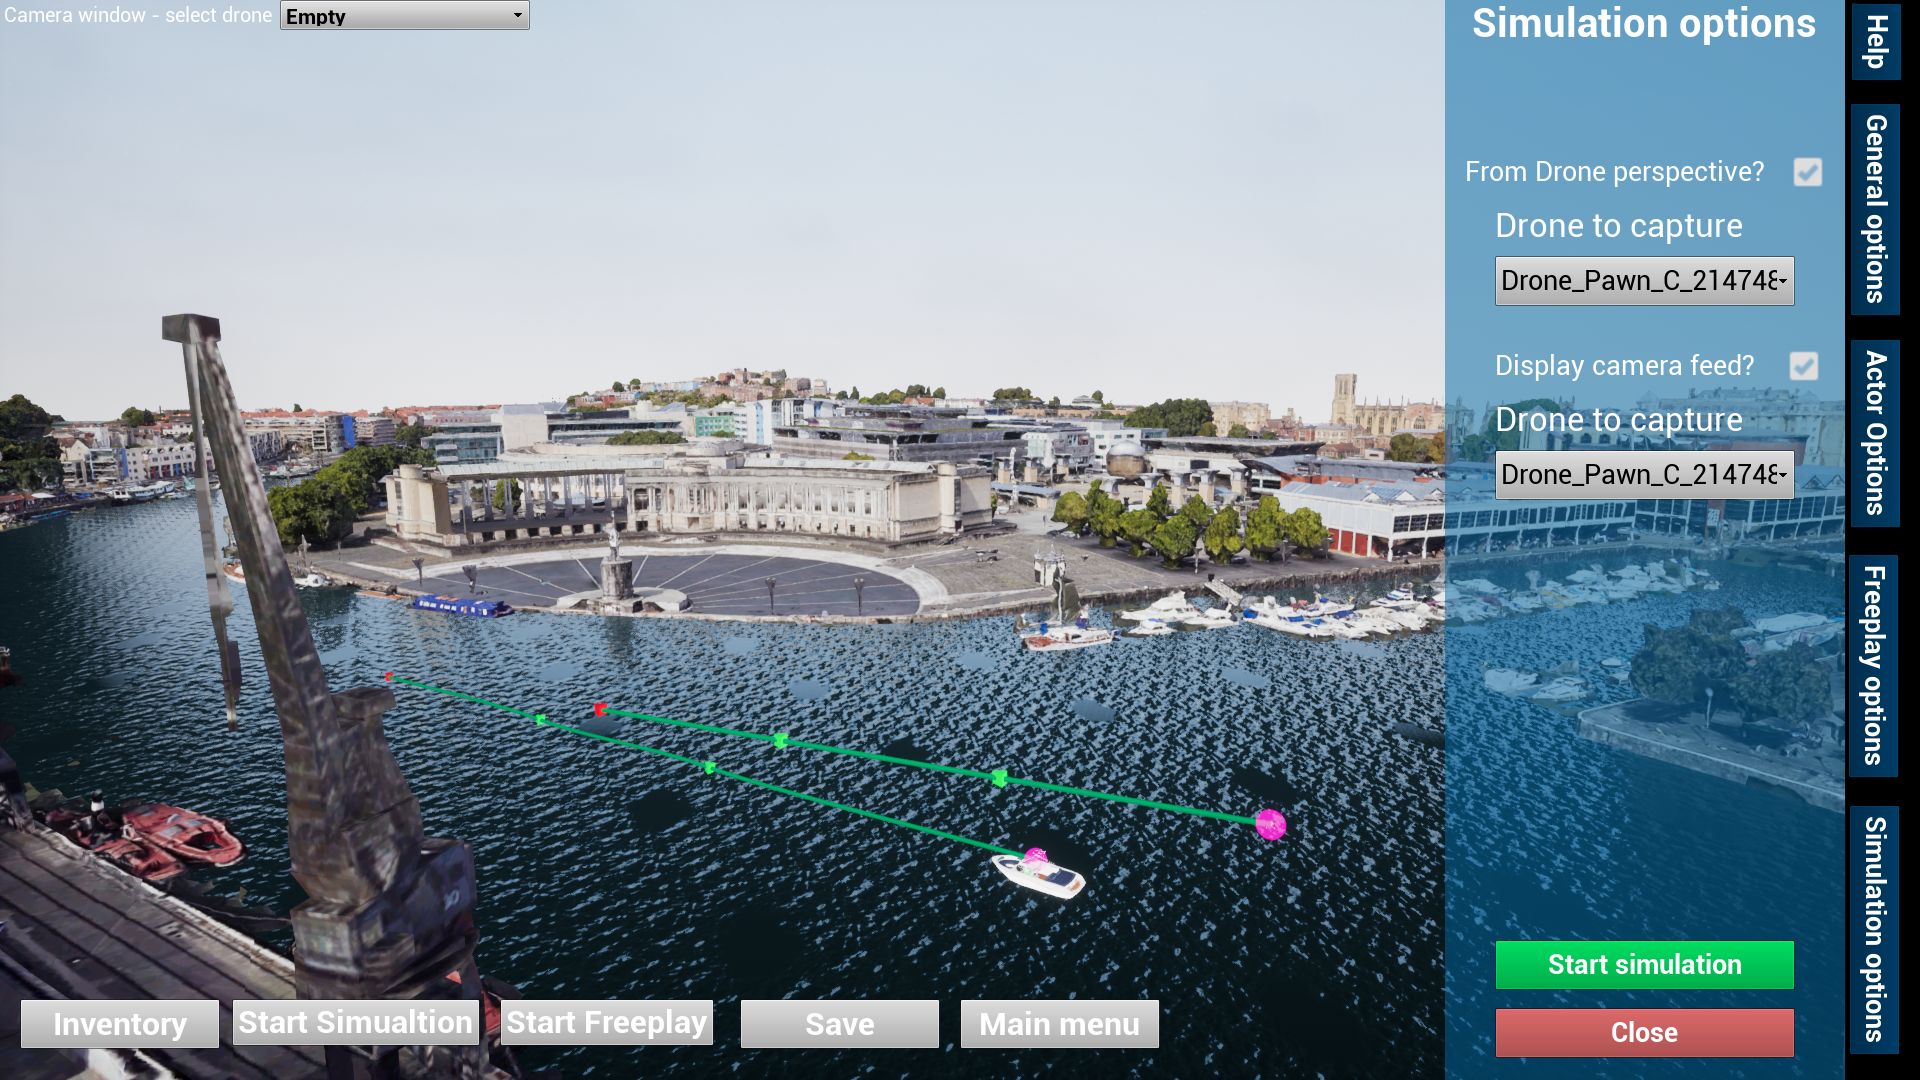 Camera window - select drone
Empty
Simulation options
From Drone perspective?
Drone to capture
Drone_Pawn_C_214748
Display camera feed?
Drone to capture
Drone_Pawn_C_214748
Start simulation
Close
Help
General options
Actor Options
Freeplay options
Simulation options
Inventory
Start Simualtion
Start Freeplay
Save
Main menu